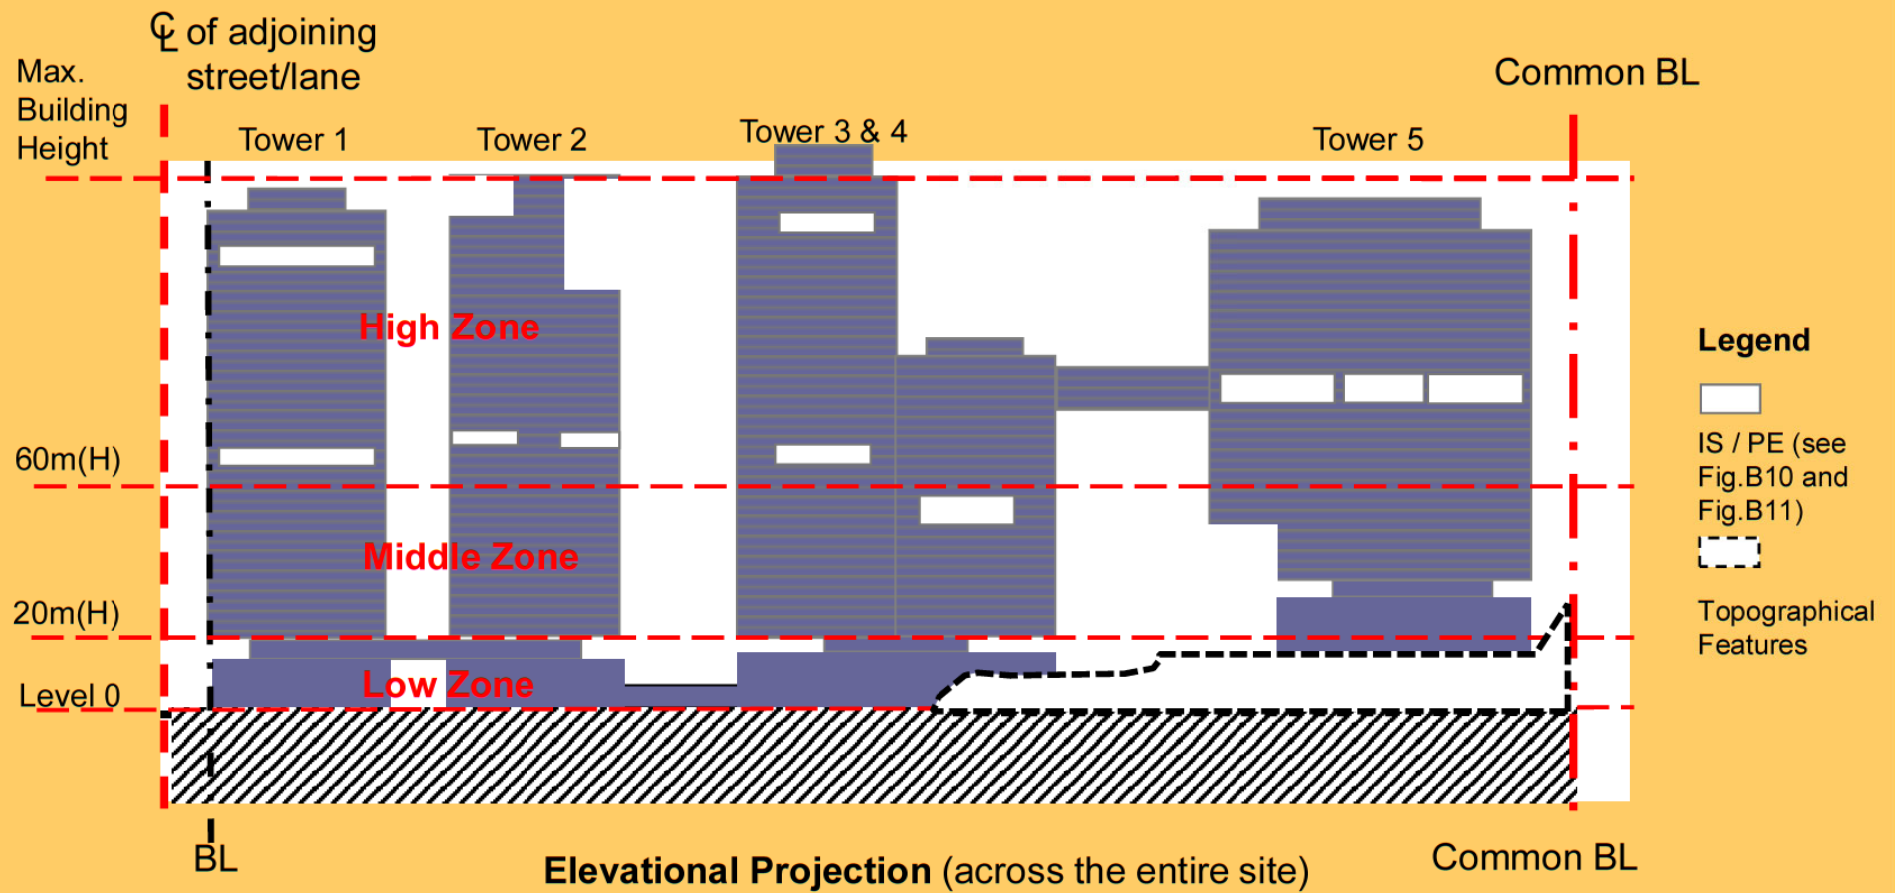 ℄ of adjoining
street/lane
Max.
Building
Height
Common BL
Tower 1
Tower 2
Tower 3 & 4
Tower 5
High Zone
60m(H)
Middle Zone
20m(H)
Low Zone
Level 0
Legend
IS / PE (see
Fig.B10 and
Fig.B11)
Topographical
Features
BL
Elevational Projection (across the entire site)
Common BL